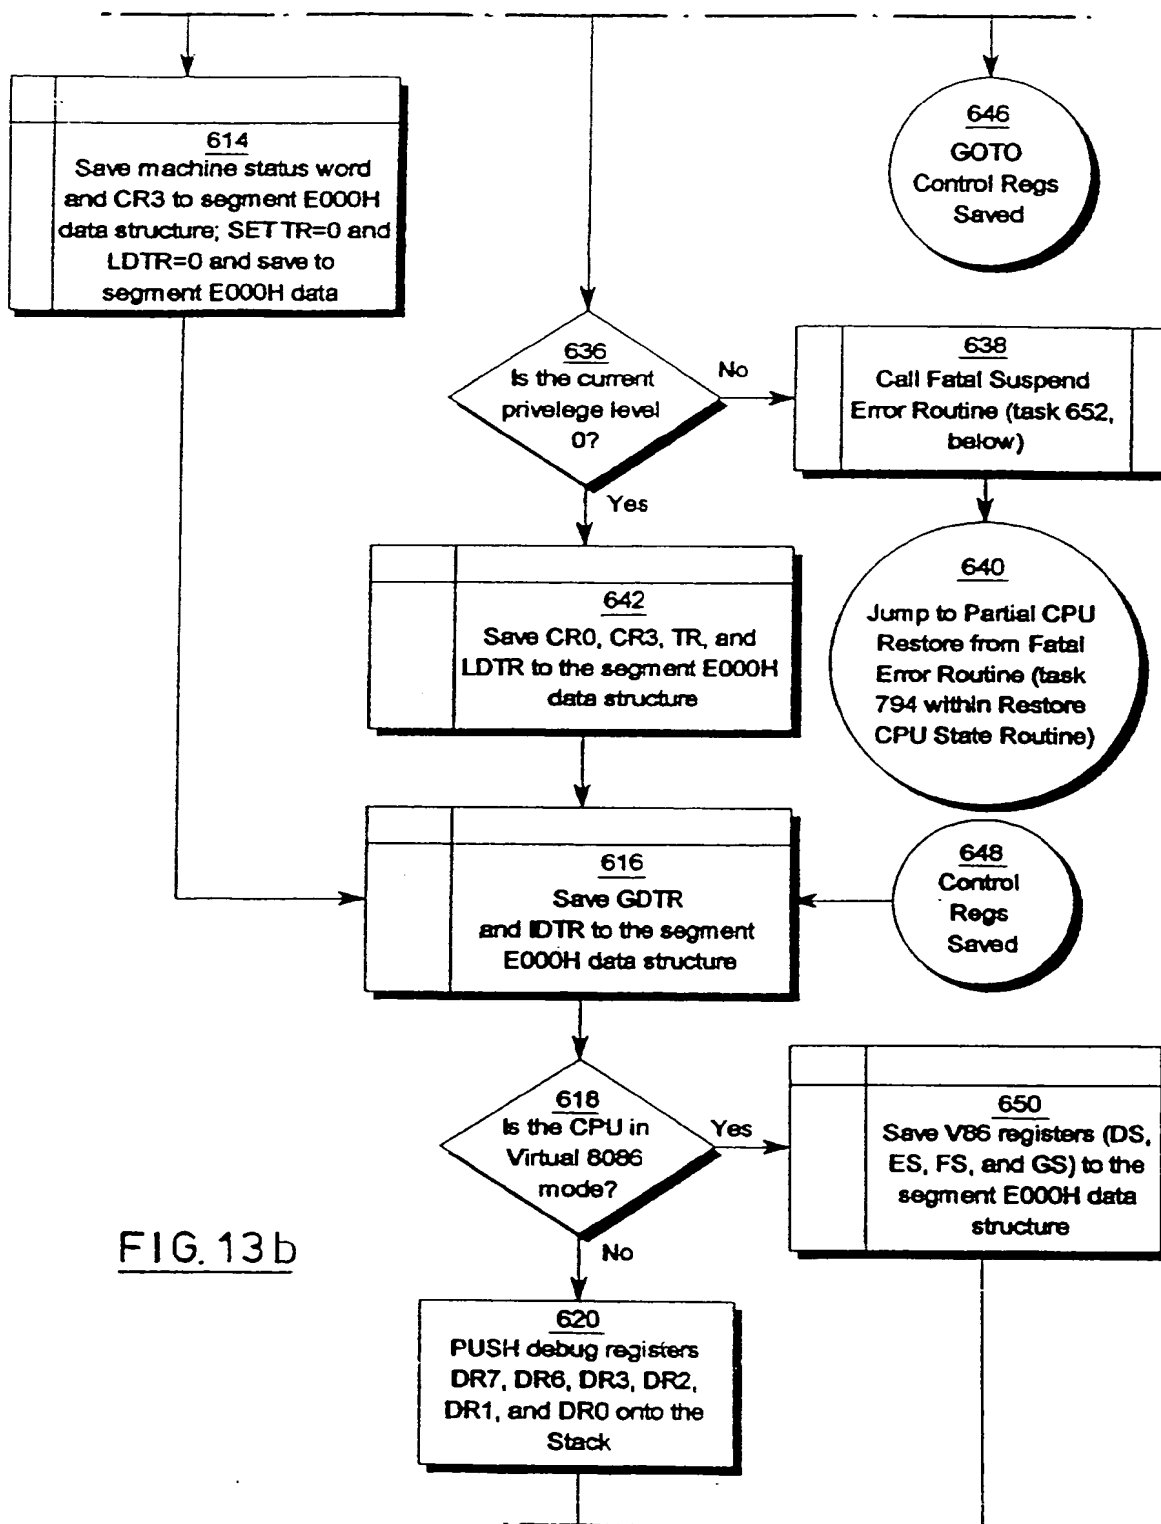 614
Save machine status word
and CR3 to segment E000H
data structure; SET TR=0 and
LDTR=0 and save to
segment E000H data
646
GOTO
Control Regs
Saved
636
Is the current
privelege level
0?
No
Yes
638
Call Fatal Suspend
Error Routine (task 652,
below)
640
Jump to Partial CPU
Restore from Fatal
Error Routine (task
794 within Restore
CPU State Routine)
642
Save CR0, CR3, TR, and
LDTR to the segment E000H
data structure
616
Save GDTR
and IDTR to the segment
E000H data structure
648
Control
Regs
Saved
618
Is the CPU in
Virtual 8086
mode?
Yes
No
650
Save V86 registers (DS,
ES, FS, and GS) to the
segment E000H data
structure
620
PUSH debug registers
DR7, DR6, DR3, DR2,
DR1, and DR0 onto the
Stack
FIG. 13b